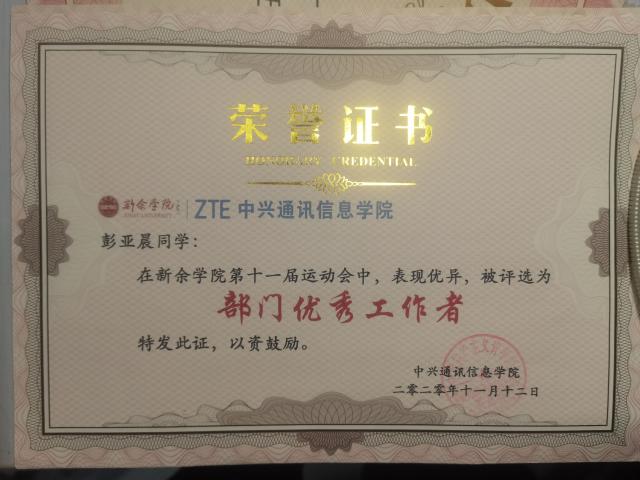 荣誉证书
HONORARY CREDENTIAL
新余学院 ZTE 中兴通讯信息学院
XINYU UNIVERSITY
彭亚晨同学：
在新余学院第十一届运动会中，表现优异，被评选为
部门优秀工作者
特发此证，以资鼓励。
中兴通讯信息学院
二零二零年十一月十二日